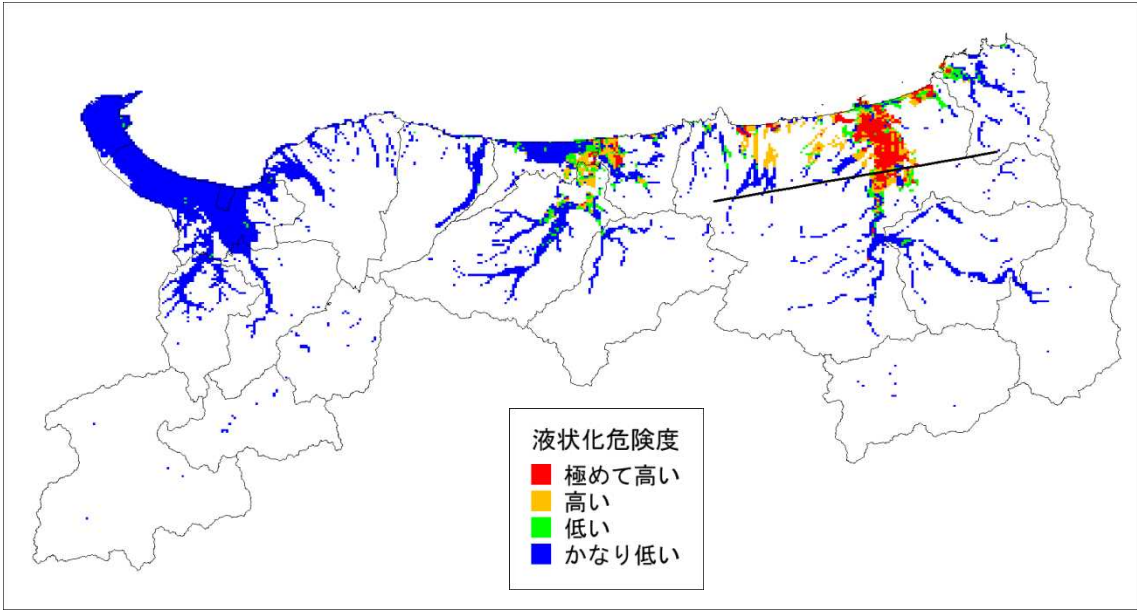 液状化危険度
極めて高い
高い
低い
かなり低い